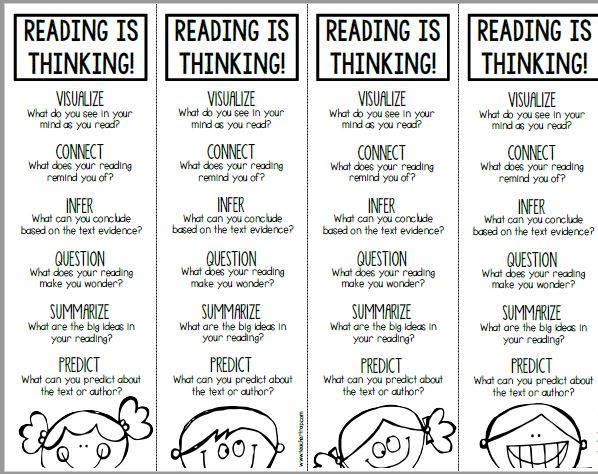 READING IS
THINKING!
VISUALIZE
What do you see in your
mind as you read?
CONNECT
What does your reading
remind you of?
INFER
What can you conclude
based on the text evidence?
QUESTION
What does your reading
make you wonder?
SUMMARIZE
What are the big ideas in
your reading?
PREDICT
What can you predict about
the text or author?
READING IS
THINKING!
VISUALIZE
What do you see in your
mind as you read?
CONNECT
What does your reading
remind you of?
INFER
What can you conclude
based on the text evidence?
QUESTION
What does your reading
make you wonder?
SUMMARIZE
What are the big ideas in
your reading?
PREDICT
What can you predict about
the text or author?
READING IS
THINKING!
VISUALIZE
What do you see in your
mind as you read?
CONNECT
What does your reading
remind you of?
INFER
What can you conclude
based on the text evidence?
QUESTION
What does your reading
make you wonder?
SUMMARIZE
What are the big ideas in
your reading?
PREDICT
What can you predict about
the text or author?
READING IS
THINKING!
VISUALIZE
What do you see in your
mind as you read?
CONNECT
What does your reading
remind you of?
INFER
What can you conclude
based on the text evidence?
QUESTION
What does your reading
make you wonder?
SUMMARIZE
What are the big ideas in
your reading?
PREDICT
What can you predict about
the text or author?